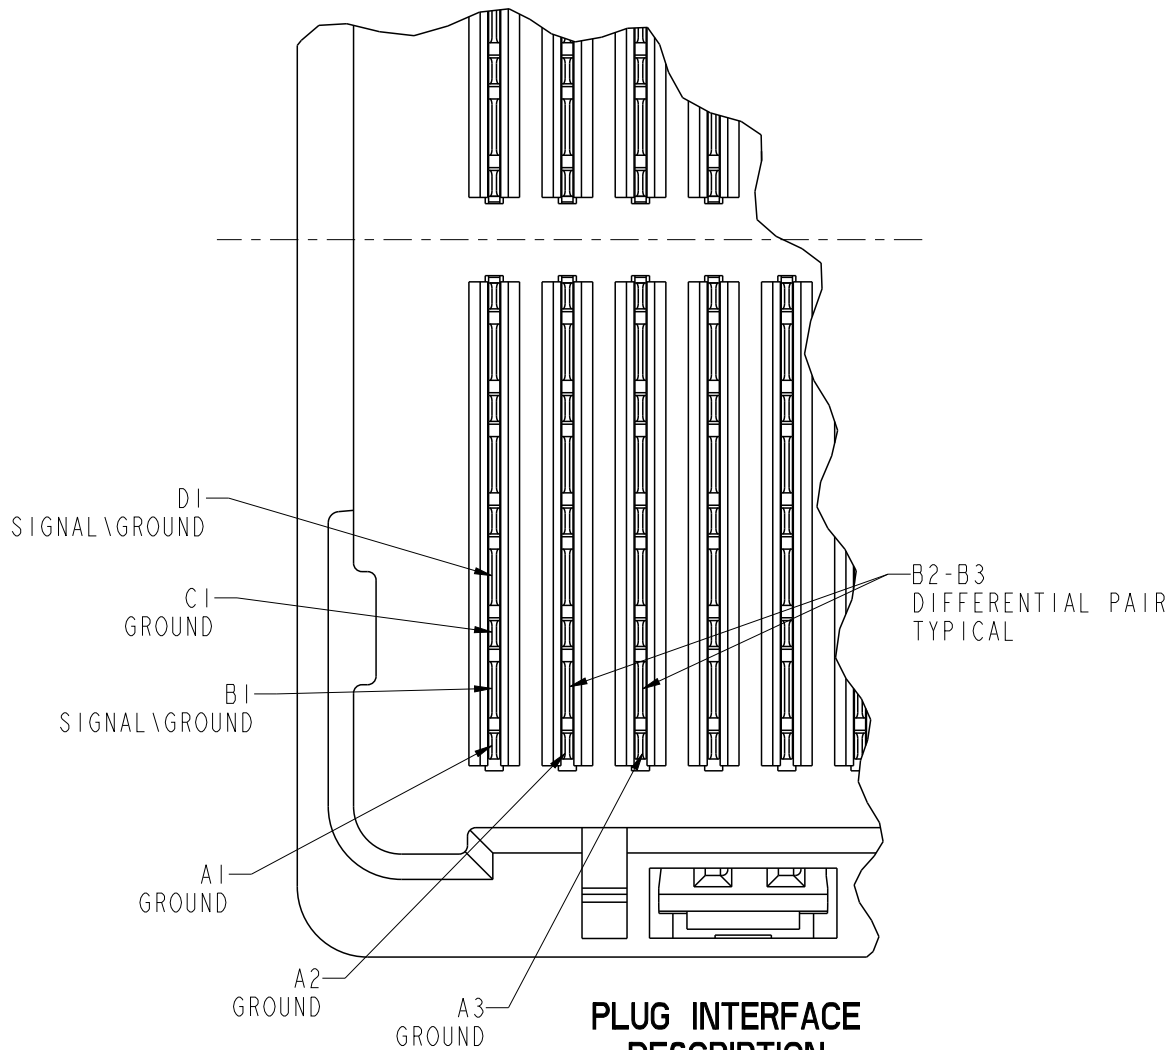 D1
SIGNAL\GROUND
C1
GROUND
B1
SIGNAL\GROUND
B2-B3
DIFFERENTIAL PAIR
TYPICAL
A1
GROUND
A2
GROUND
A3
GROUND
PLUG INTERFACE
DESCRIPTION